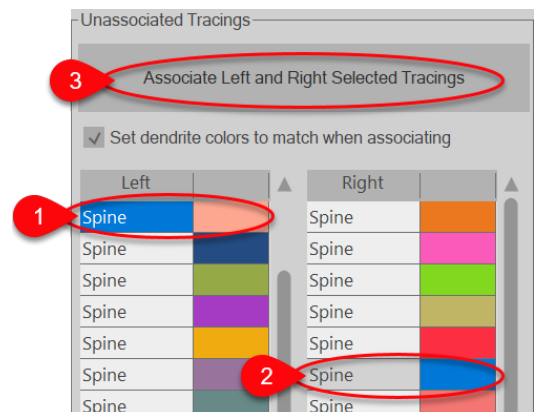 Unassociated Tracings
3
Associate Left and Right Selected Tracings
Set dendrite colors to match when associating
Left Right
1
Spine Spine
Spine Spine
Spine Spine
Spine Spine
Spine Spine
Spine 2 Spine
Spine Spine